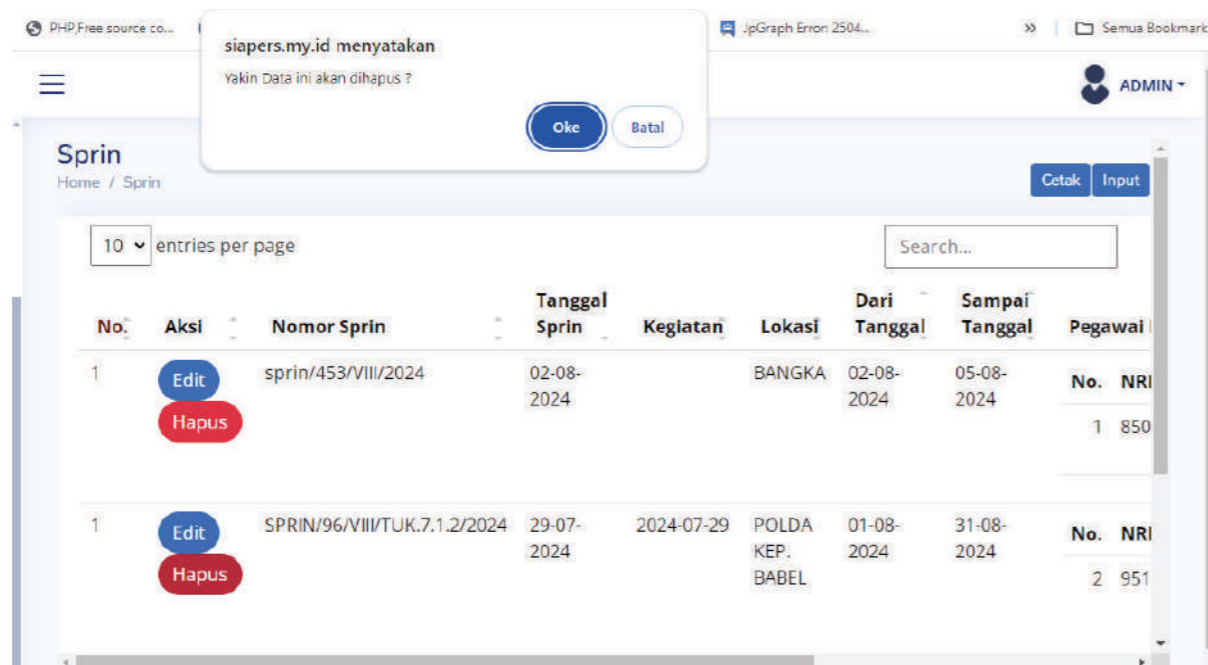 PHP,Free source co...
JpGraph Error: 2504...
»
Semua Bookmark
siapers.my.id menyatakan
Yakin Data ini akan dihapus ?
Oke
Batal
ADMIN
Sprin
Home / Sprin
Cetak
Input
10 entries per page
Search...
No.
Aksi
Nomor Sprin
Tanggal
Sprin
Kegiatan
Lokasi
Dari
Tanggal
Sampai
Tanggal
Pegawai
1
Edit
Hapus
sprin/453/VIII/2024
02-08-
2024
BANGKA
02-08-
2024
05-08-
2024
No. NRI
1 850
1
Edit
Hapus
SPRIN/96/VIII/TUK.7.1.2/2024
29-07-
2024
2024-07-29
POLDA
KEP.
BABEL
01-08-
2024
31-08-
2024
No. NRI
2 951